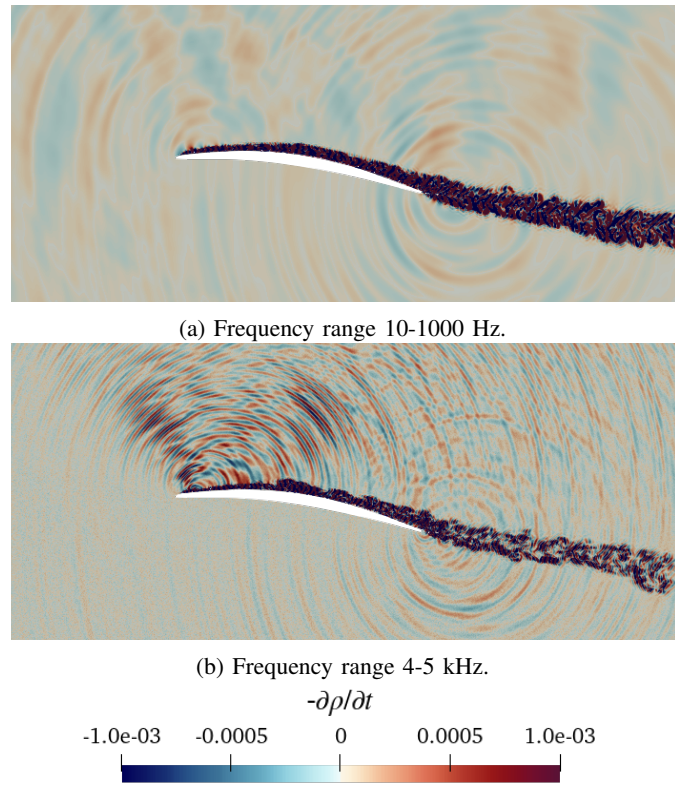 (a) Frequency range 10-1000 Hz.
(b) Frequency range 4-5 kHz.
-∂ρ/∂t
-1.0e-03 -0.0005 0 0.0005 1.0e-03